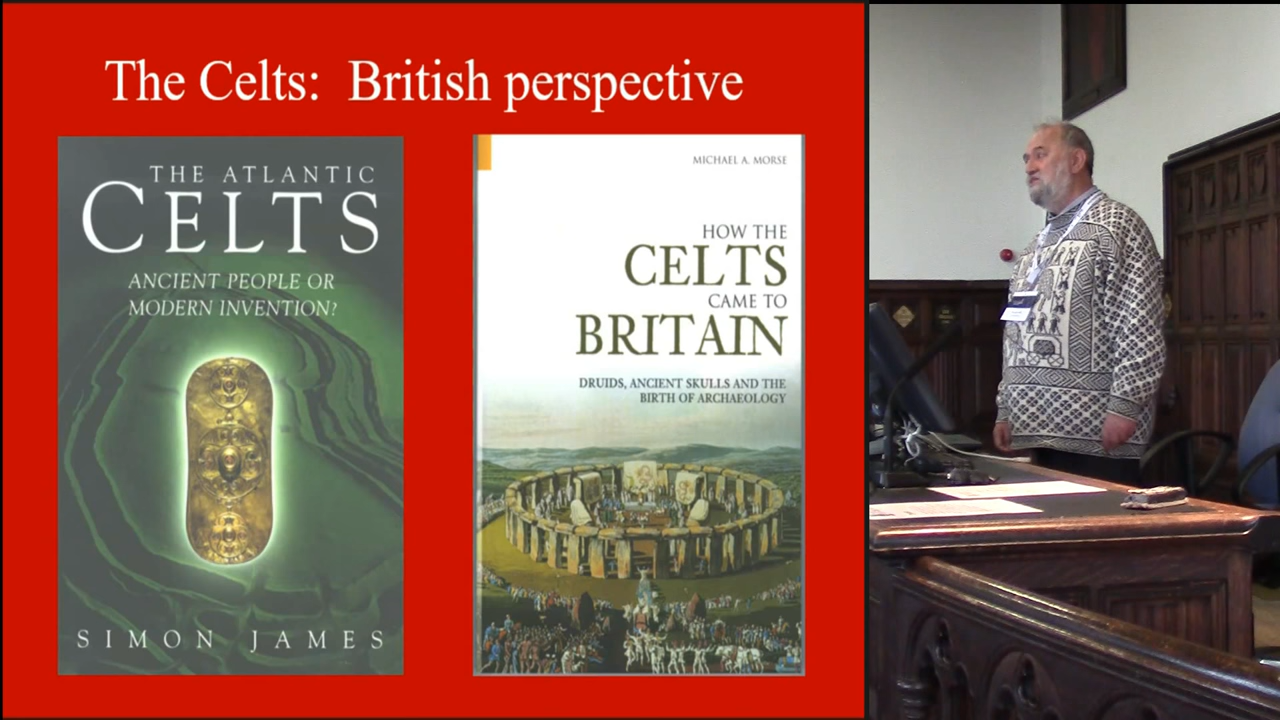 The Celts:  British perspective
THE ATLANTIC
CELTS
ANCIENT PEOPLE OR
MODERN INVENTION?
SIMON JAMES
MICHAEL A. MORSE
HOW THE
CELTS
CAME TO
BRITAIN
DRUIDS, ANCIENT SKULLS AND THE
BIRTH OF ARCHAEOLOGY